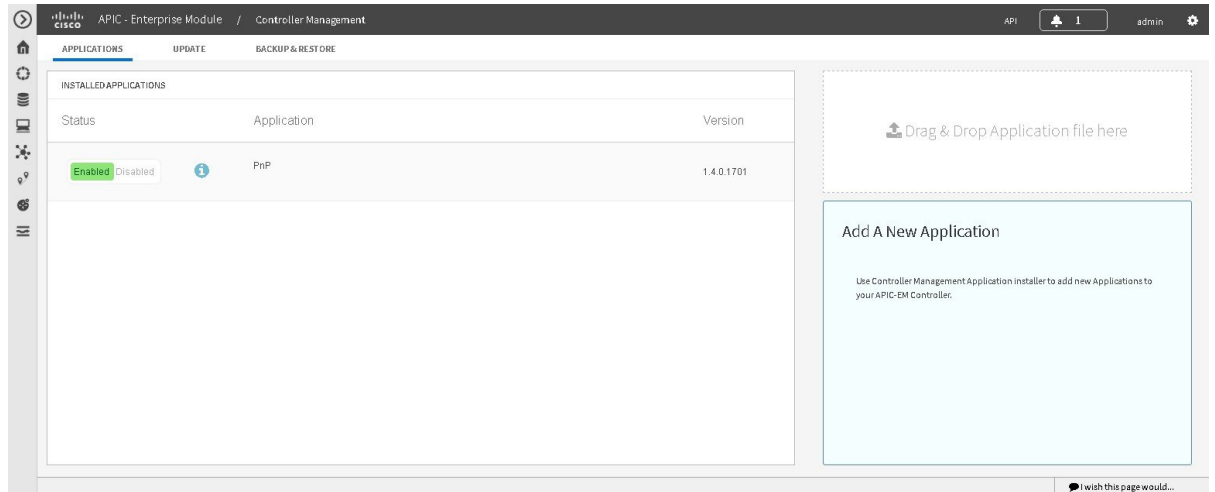 CISCO APIC - Enterprise Module / Controller Management API 1 admin
APPLICATIONS UPDATE BACKUP & RESTORE
INSTALLED APPLICATIONS
Status Application Version
Enabled Disabled PnP 1.4.0.1701
Drag & Drop Application file here
Add A New Application
Use Controller Management Application installer to add new Applications to
your APIC-EM Controller.
I wish this page would...